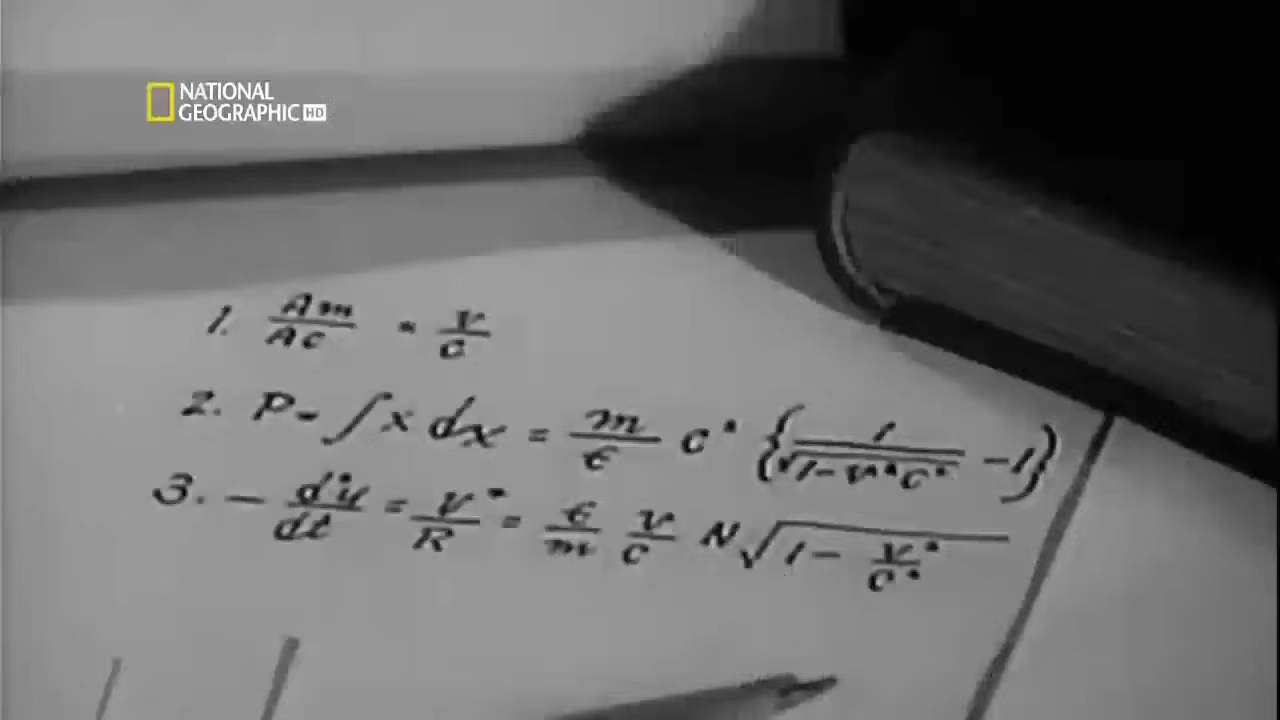 NATIONAL
GEOGRAPHIC HD
1. Am/Ac = v/c
2. P = ∫x dx = m/ϵ c² {1/√1-v²c² -1}
3. - d²y/dt = v²/R = ϵ/m v/c N√1 - v²/c²